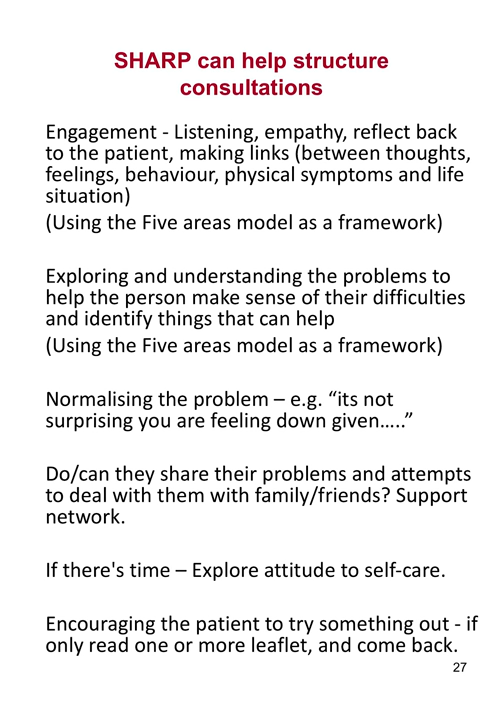 SHARP can help structure
consultations
Engagement - Listening, empathy, reflect back
to the patient, making links (between thoughts,
feelings, behaviour, physical symptoms and life
situation)
(Using the Five areas model as a framework)
Exploring and understanding the problems to
help the person make sense of their difficulties
and identify things that can help
(Using the Five areas model as a framework)
Normalising the problem – e.g. “its not
surprising you are feeling down given…..”
Do/can they share their problems and attempts
to deal with them with family/friends? Support
network.
If there's time – Explore attitude to self-care.
Encouraging the patient to try something out - if
only read one or more leaflet, and come back.
27